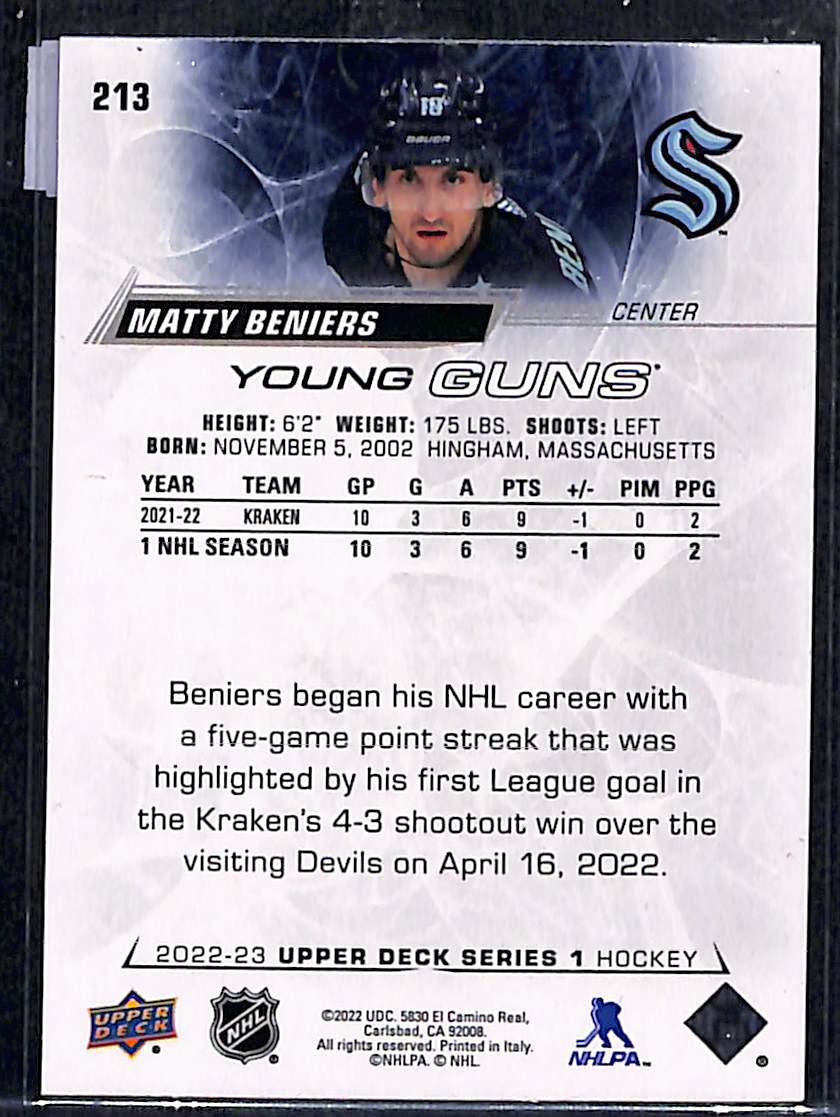 213
10
BAUER
BENI
MATTY BENIERS
CENTER
YOUNG GUNS
HEIGHT: 6'2" WEIGHT: 175 LBS. SHOOTS: LEFT
BORN: NOVEMBER 5, 2002 HINGHAM, MASSACHUSETTS
YEAR TEAM GP G A PTS +/- PIM PPG
2021-22 KRAKEN 10 3 6 9 -1 0 2
1 NHL SEASON 10 3 6 9 -1 0 2
Beniers began his NHL career with
a five-game point streak that was
highlighted by his first League goal in
the Kraken's 4-3 shootout win over the
visiting Devils on April 16, 2022.
2022-23 UPPER DECK SERIES 1 HOCKEY
UPPER DECK
NHL
©2022 UDC. 5830 El Camino Real,
Carlsbad, CA 92008.
All rights reserved. Printed in Italy.
©NHLPA. © NHL
NHLPA™